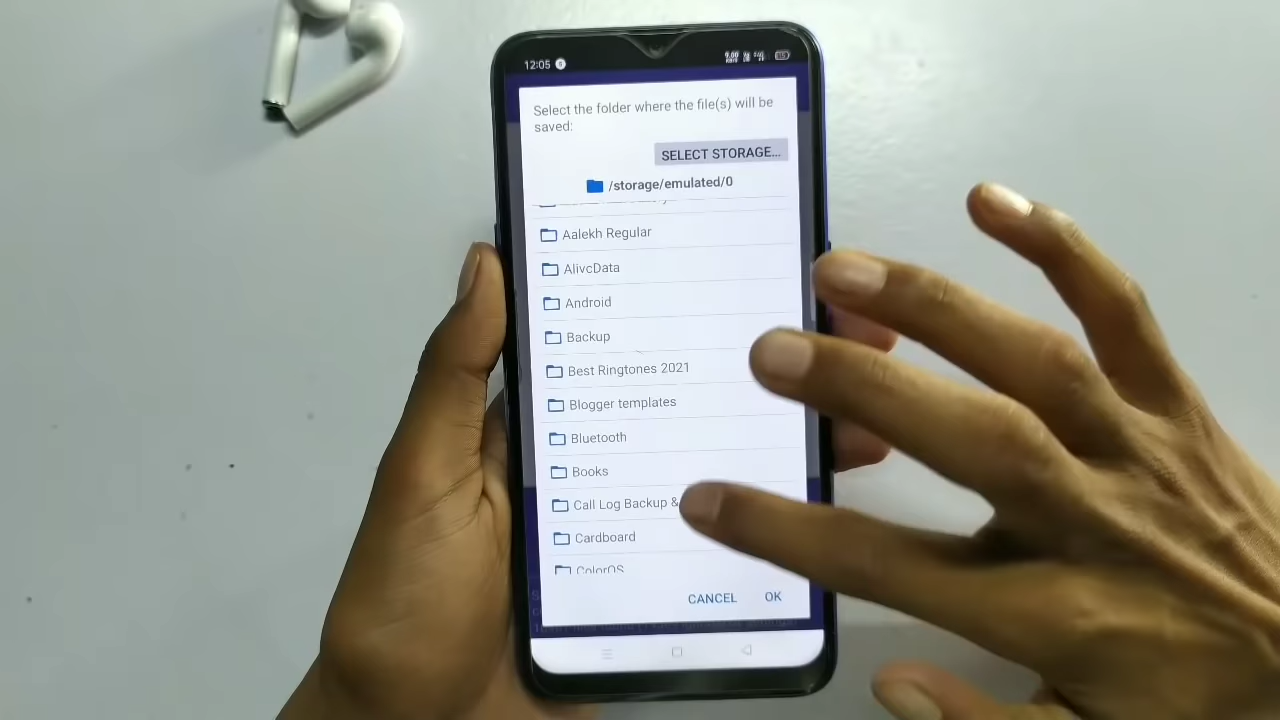 12:05
Select the folder where the file(s) will be
saved:
SELECT STORAGE...
/storage/emulated/0
Aalekh Regular
AlivcData
Android
Backup
Best Ringtones 2021
Blogger templates
Bluetooth
Books
Call Log Backup &
Cardboard
ColorOS
CANCEL OK